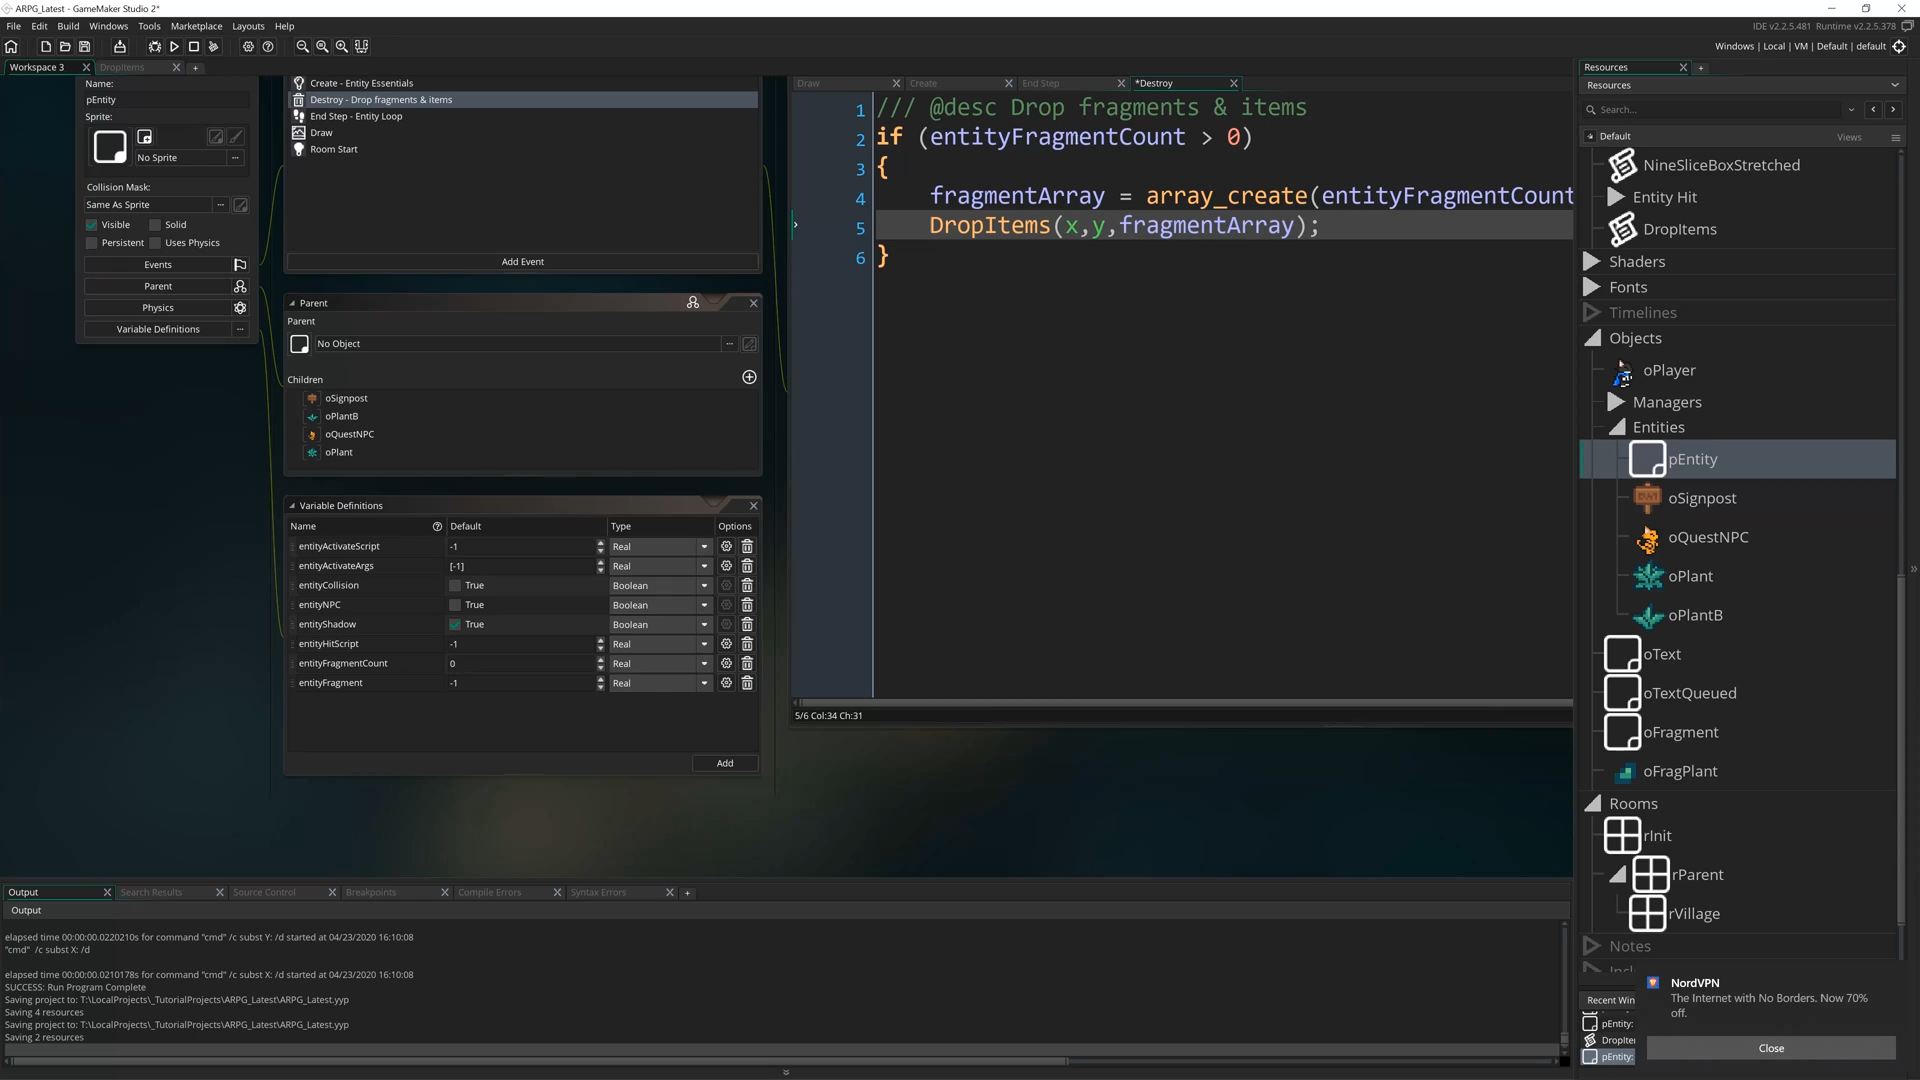 ARPG_Latest - GameMaker Studio 2*
File Edit Build Windows Tools Marketplace Layouts Help
IDE v2.2.5.481 Runtime v2.2.5.378
Windows | Local | VM | Default | default
Workspace 3
DropItems
Name:
pEntity
Sprite:
No Sprite
Collision Mask:
Same As Sprite
Visible
Solid
Persistent
Uses Physics
Events
Parent
Physics
Variable Definitions
Create - Entity Essentials
Destroy - Drop fragments & items
End Step - Entity Loop
Draw
Room Start
Add Event
Parent
Parent
No Object
Children
oSignpost
oPlantB
oQuestNPC
oPlant
Variable Definitions
Name Default Type Options
entityActivateScript -1 Real
entityActivateArgs [-1] Real
entityCollision True Boolean
entityNPC True Boolean
entityShadow True Boolean
entityHitScript -1 Real
entityFragmentCount 0 Real
entityFragment -1 Real
Add
Draw Create End Step *Destroy
1 /// @desc Drop fragments & items
2 if (entityFragmentCount > 0)
3 {
4 fragmentArray = array_create(entityFragmentCount
5 DropItems(x,y,fragmentArray);
6 }
5/6 Col:34 Ch:31
Resources
Resources
Search...
Default
Views
NineSliceBoxStretched
Entity Hit
DropItems
Shaders
Fonts
Timelines
Objects
oPlayer
Managers
Entities
pEntity
oSignpost
oQuestNPC
oPlant
oPlantB
oText
oTextQueued
oFragment
oFragPlant
Rooms
rInit
rParent
rVillage
Notes
Recent Win
pEntity:
DropIte
pEntity:
NordVPN
The Internet with No Borders. Now 70%
off.
Close
Output Search Results Source Control Breakpoints Compile Errors Syntax Errors
Output
elapsed time 00:00:00.0220210s for command "cmd" /c subst Y: /d started at 04/23/2020 16:10:08
"cmd" /c subst X: /d
elapsed time 00:00:00.0210178s for command "cmd" /c subst X: /d started at 04/23/2020 16:10:08
SUCCESS: Run Program Complete
Saving project to: T:\LocalProjects\_TutorialProjects\ARPG_Latest\ARPG_Latest.yyp
Saving 4 resources
Saving project to: T:\LocalProjects\_TutorialProjects\ARPG_Latest\ARPG_Latest.yyp
Saving 2 resources